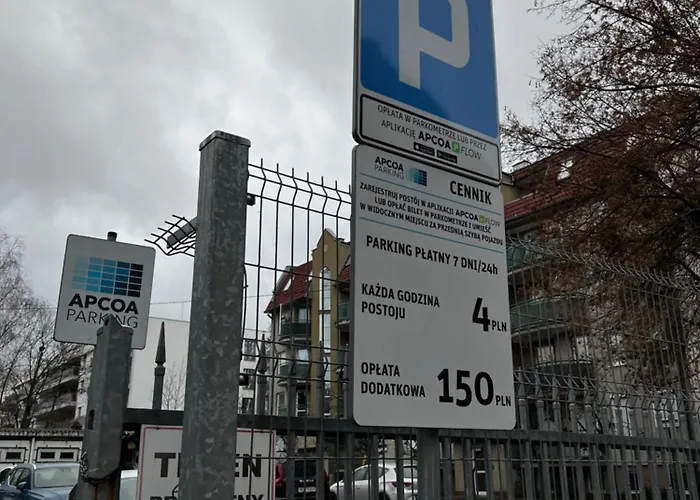 P
OPŁATA W PARKOMETRZE LUB PRZEZ
APLIKACJĘ APCOA FLOW
APCOA
PARKING
CENNIK
ZAREJESTRUJ POSTÓJ W APLIKACJI APCOA FLOW
LUB OPŁAĆ BILET W PARKOMETRZE I UMIEŚĆ
W WIDOCZNYM MIEJSCU ZA PRZEDNIĄ SZYBĄ POJAZDU
PARKING PŁATNY 7 DNI/24h
KAŻDA GODZINA
POSTOJU
4 PLN
OPŁATA
DODATKOWA
150 PLN
APCOA
PARKING